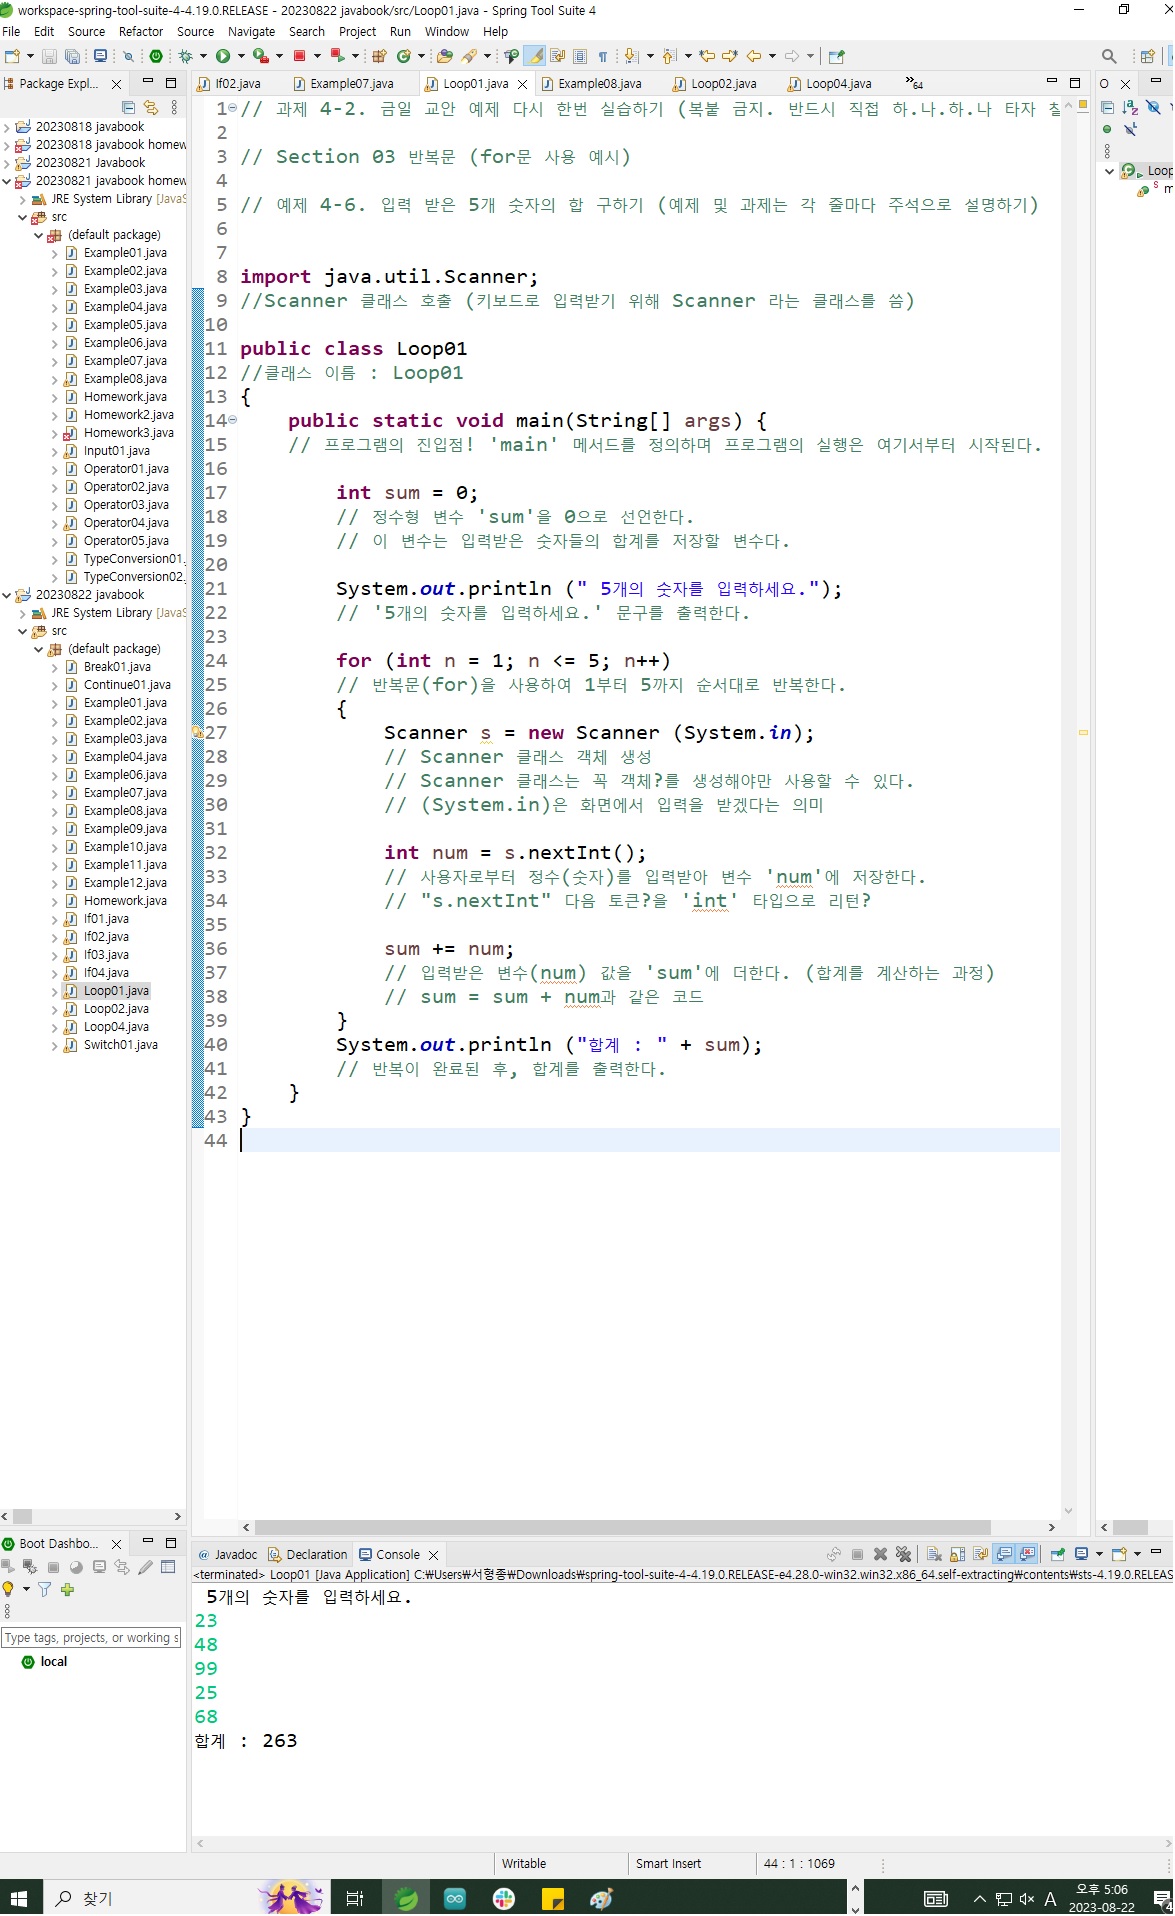 workspace-spring-tool-suite-4-4.19.0.RELEASE - 20230822 javabook/src/Loop01.java - Spring Tool Suite 4
File Edit Source Refactor Source Navigate Search Project Run Window Help
Package Expl...
If02.java Example07.java Loop01.java Example08.java Loop02.java Loop04.java »64
20230818 javabook
20230818 javabook homew
20230821 Javabook
20230821 javabook homew
JRE System Library [JavaS
src
(default package)
Example01.java
Example02.java
Example03.java
Example04.java
Example05.java
Example06.java
Example07.java
Example08.java
Homework.java
Homework2.java
Homework3.java
Input01.java
Operator01.java
Operator02.java
Operator03.java
Operator04.java
Operator05.java
TypeConversion01.
TypeConversion02.
20230822 javabook
JRE System Library [JavaS
src
(default package)
Break01.java
Continue01.java
Example01.java
Example02.java
Example03.java
Example04.java
Example06.java
Example07.java
Example08.java
Example09.java
Example10.java
Example11.java
Example12.java
Homework.java
If01.java
If02.java
If03.java
If04.java
Loop01.java
Loop02.java
Loop04.java
Switch01.java
1 // 과제 4-2. 금일 교안 예제 다시 한번 실습하기 (복붙 금지. 반드시 직접 하.나.하.나 타자
2
3 // Section 03 반복문 (for문 사용 예시)
4
5 // 예제 4-6. 입력 받은 5개 숫자의 합 구하기 (예제 및 과제는 각 줄마다 주석으로 설명하기)
6
7
8 import java.util.Scanner;
9 //Scanner 클래스 호출 (키보드로 입력받기 위해 Scanner 라는 클래스를 씀)
10
11 public class Loop01
12 //클래스 이름 : Loop01
13 {
14 public static void main(String[] args) {
15 // 프로그램의 진입점! 'main' 메서드를 정의하며 프로그램의 실행은 여기서부터 시작된다.
16
17 int sum = 0;
18 // 정수형 변수 'sum'을 0으로 선언한다.
19 // 이 변수는 입력받은 숫자들의 합계를 저장할 변수다.
20
21 System.out.println (" 5개의 숫자를 입력하세요.");
22 // '5개의 숫자를 입력하세요.' 문구를 출력한다.
23
24 for (int n = 1; n <= 5; n++)
25 // 반복문(for)을 사용하여 1부터 5까지 순서대로 반복한다.
26 {
27 Scanner s = new Scanner (System.in);
28 // Scanner 클래스 객체 생성
29 // Scanner 클래스는 꼭 객체?를 생성해야만 사용할 수 있다.
30 // (System.in)은 화면에서 입력을 받겠다는 의미
31
32 int num = s.nextInt();
33 // 사용자로부터 정수(숫자)를 입력받아 변수 'num'에 저장한다.
34 // "s.nextInt" 다음 토큰?을 'int' 타입으로 리턴?
35
36 sum += num;
37 // 입력받은 변수(num) 값을 'sum'에 더한다. (합계를 계산하는 과정)
38 // sum = sum + num과 같은 코드
39 }
40 System.out.println ("합계 : " + sum);
41 // 반복이 완료된 후, 합계를 출력한다.
42 }
43 }
44
O
Loop
m
Boot Dashbo...
Type tags, projects, or working s
local
@ Javadoc Declaration Console
<terminated> Loop01 [Java Application] C:₩Users₩서형종₩Downloads₩spring-tool-suite-4-4.19.0.RELEASE-e4.28.0-win32.win32.x86_64.self-extracting₩contents₩sts-4.19.0.RELEAS
5개의 숫자를 입력하세요.
23
48
99
25
68
합계 : 263
Writable Smart Insert 44 : 1 : 1069
찾기
A
오후 5:06
2023-08-22
4